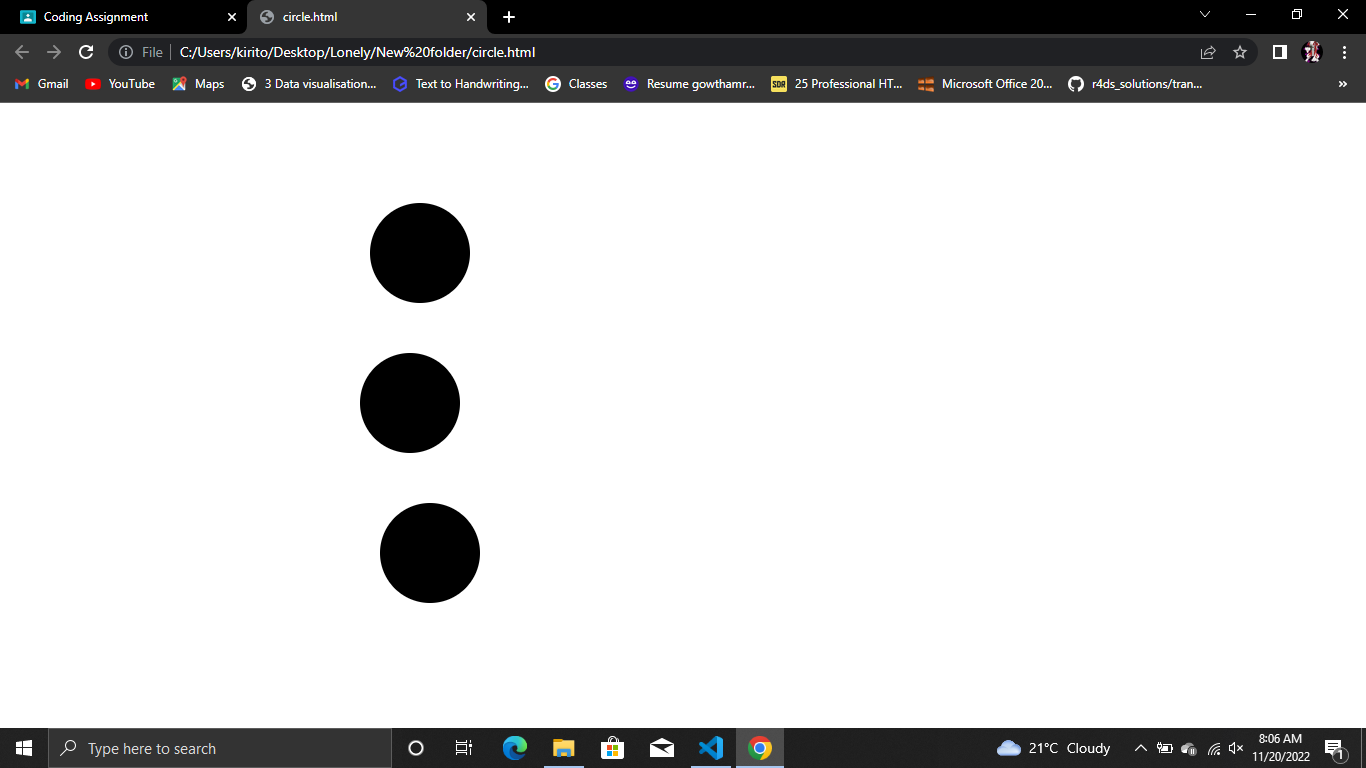 Coding Assignment
circle.html
File
C:/Users/kirito/Desktop/Lonely/New%20folder/circle.html
Gmail
YouTube
Maps
3 Data visualisation...
Text to Handwriting...
Classes
Resume gowthamr...
SDR
25 Professional HT...
Microsoft Office 20...
r4ds_solutions/tran...
Type here to search
21°C Cloudy
8:06 AM
11/20/2022
1